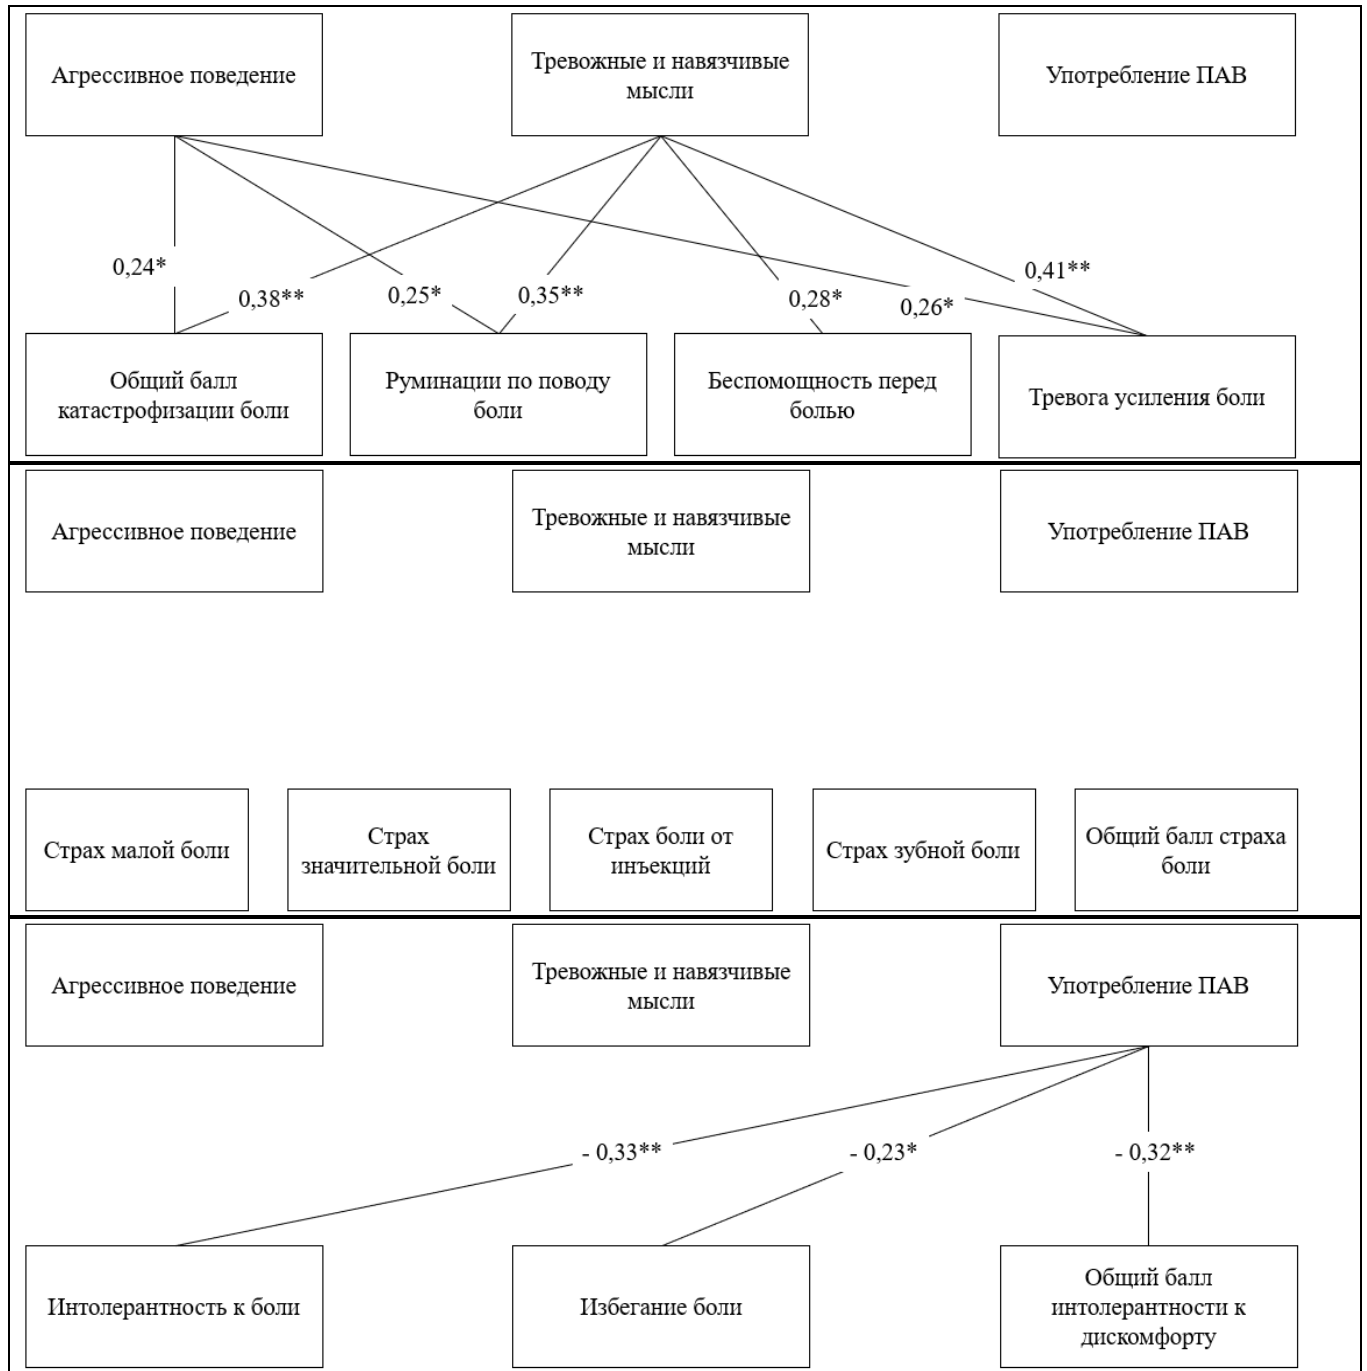 Агрессивное поведение
Тревожные и навязчивые
мысли
Употребление ПАВ
0,24*
0,38**
0,25*
0,35**
0,28*
0,26*
0,41**
Общий балл
катастрофизации боли
Руминации по поводу
боли
Беспомощность перед
болью
Тревога усиления боли
Агрессивное поведение
Тревожные и навязчивые
мысли
Употребление ПАВ
Страх малой боли
Страх
значительной боли
Страх боли от
инъекций
Страх зубной боли
Общий балл страха
боли
Агрессивное поведение
Тревожные и навязчивые
мысли
Употребление ПАВ
- 0,33**
- 0,23*
- 0,32**
Интолерантность к боли
Избегание боли
Общий балл
интолерантности к
дискомфорту